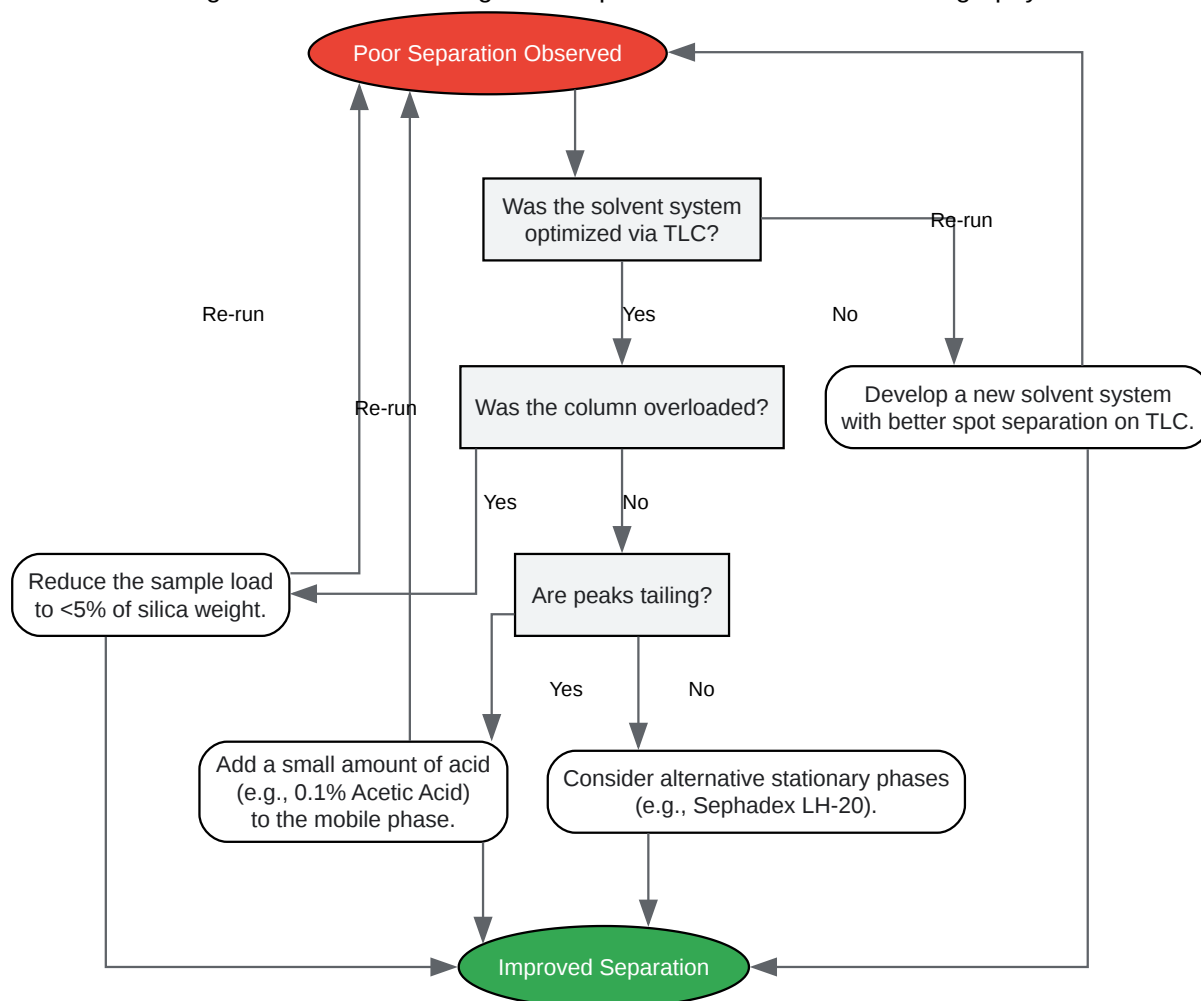 Poor Separation Observed
Was the solvent system
optimized via TLC?
Re-run
Re-run
Yes
No
Was the column overloaded?
Re-run
Develop a new solvent system
with better spot separation on TLC.
Yes
No
Reduce the sample load
to <5% of silica weight.
Are peaks tailing?
Yes
No
Add a small amount of acid
(e.g., 0.1% Acetic Acid)
to the mobile phase.
Consider alternative stationary phases
(e.g., Sephadex LH-20).
Improved Separation